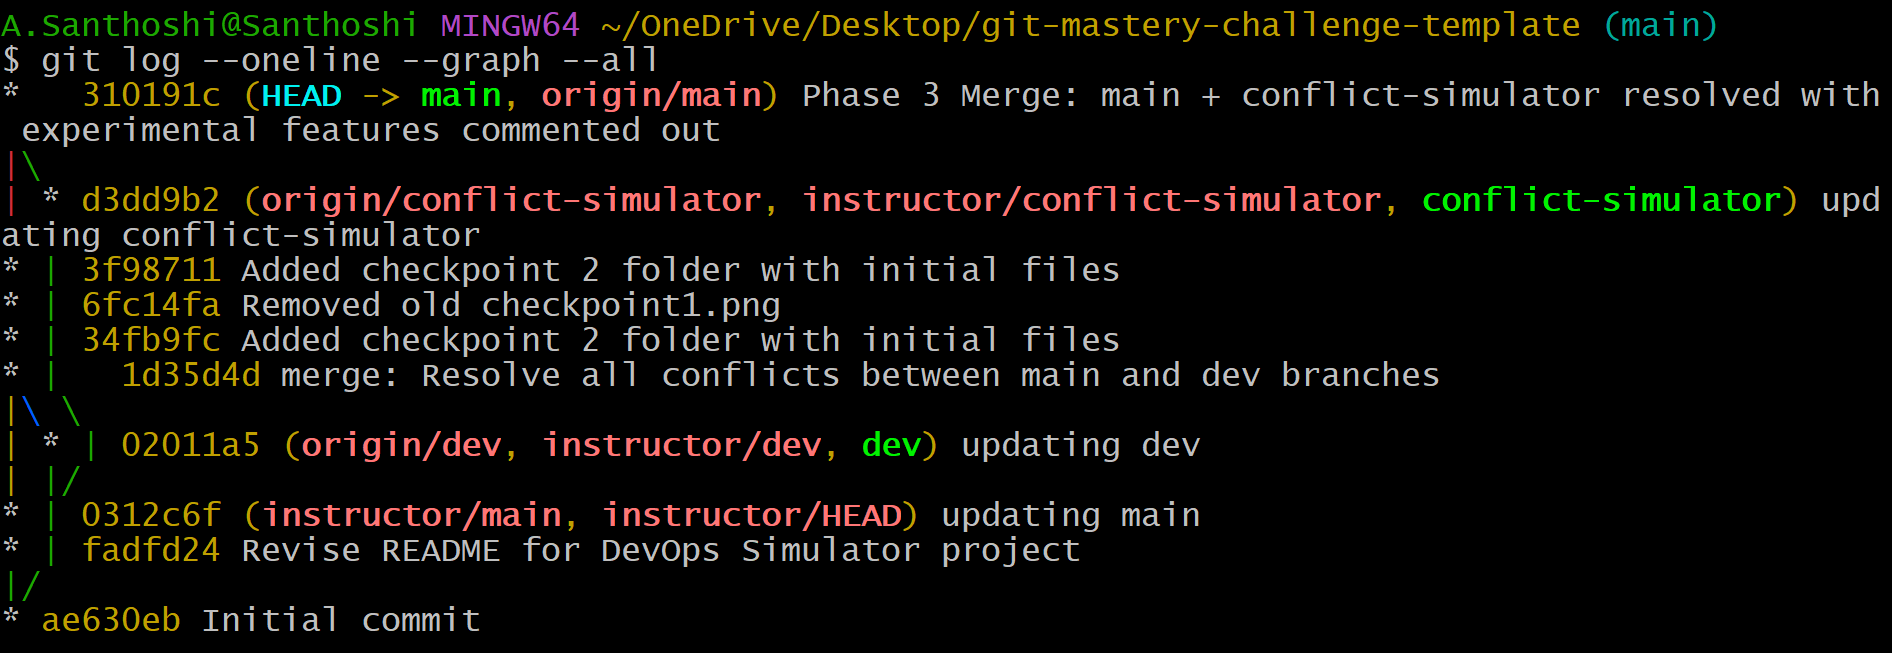 A.Santhoshi@Santhoshi MINGW64 ~/OneDrive/Desktop/git-mastery-challenge-template (main)
$ git log --oneline --graph --all
*   310191c (HEAD -> main, origin/main) Phase 3 Merge: main + conflict-simulator resolved with
 experimental features commented out
|\
| * d3dd9b2 (origin/conflict-simulator, instructor/conflict-simulator, conflict-simulator) upd
ating conflict-simulator
* | 3f98711 Added checkpoint 2 folder with initial files
* | 6fc14fa Removed old checkpoint1.png
* | 34fb9fc Added checkpoint 2 folder with initial files
* |   1d35d4d merge: Resolve all conflicts between main and dev branches
|\ \
| * | 02011a5 (origin/dev, instructor/dev, dev) updating dev
| |/
* | 0312c6f (instructor/main, instructor/HEAD) updating main
* | fadfd24 Revise README for DevOps Simulator project
|/
* ae630eb Initial commit